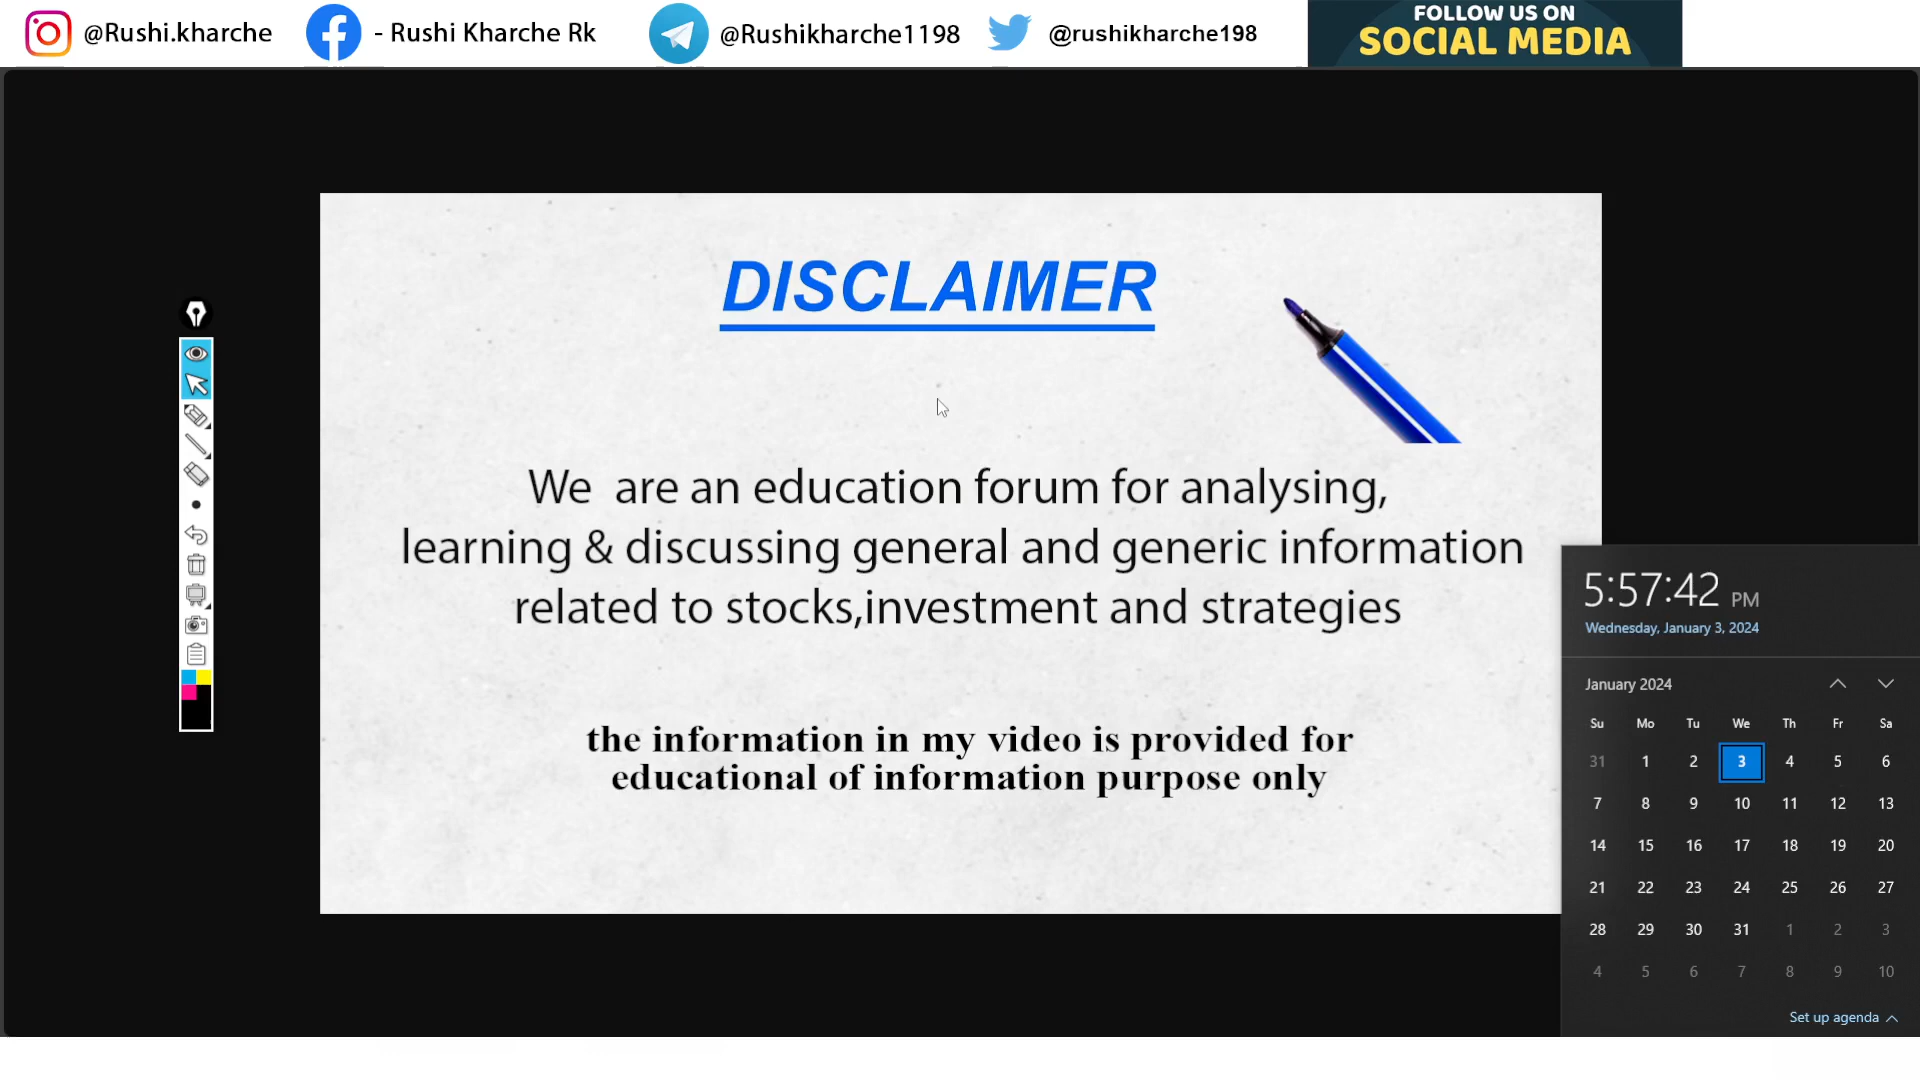 @Rushi.kharche - Rushi Kharche Rk @Rushikharche1198 @rushikharche198
FOLLOW US ON
SOCIAL MEDIA
DISCLAIMER
We are an education forum for analysing,
learning & discussing general and generic information
related to stocks,investment and strategies
the information in my video is provided for
educational of information purpose only
5:57:42 PM
Wednesday, January 3, 2024
January 2024
Su Mo Tu We Th Fr Sa
31 1 2 3 4 5 6
7 8 9 10 11 12 13
14 15 16 17 18 19 20
21 22 23 24 25 26 27
28 29 30 31 1 2 3
4 5 6 7 8 9 10
Set up agenda